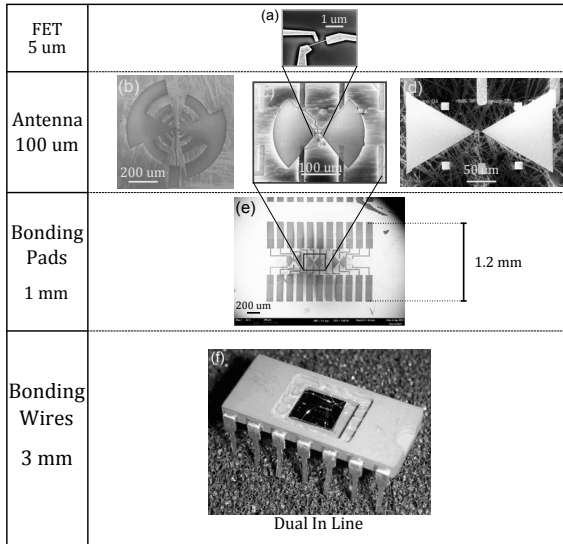 FET
5 um
(a)
1 um
Antenna
100 um
(b)
200 um
100 um
(d)
50 um
Bonding
Pads
1 mm
(e)
200 um
1.2 mm
Bonding
Wires
3 mm
(f)
Dual In Line